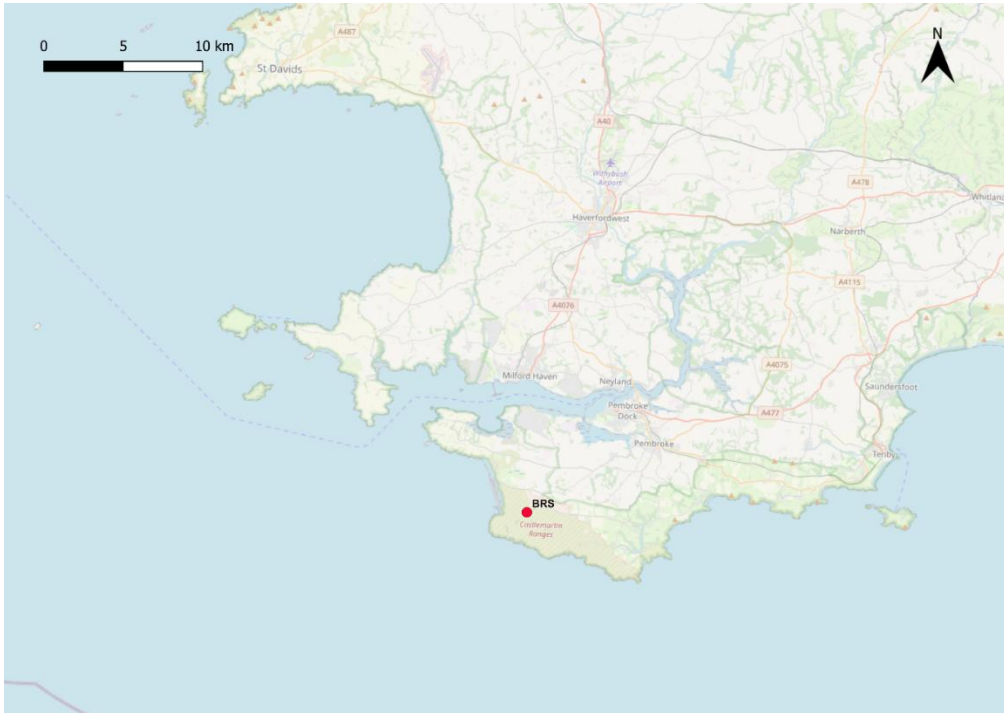 0 5 10 km
N
A487
St Davids
A40
Withybush
Airport
A478
Whitland
Haverfordwest
Narberth
A4115
A4076
Milford Haven
Neyland
A4075
Saundersfoot
Pembroke
Dock
A477
Pembroke
Tenby
BRS
Castlemartin
Ranges